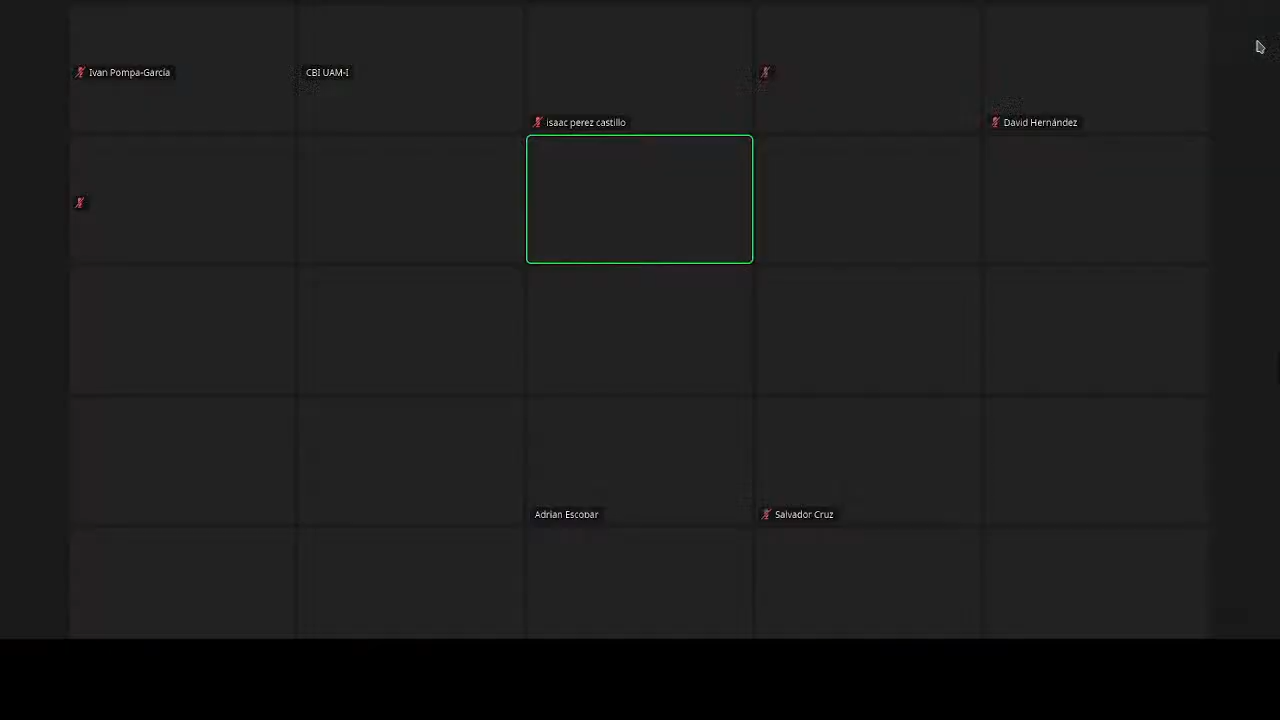 Ivan Pompa-García
CBI UAM-I
isaac perez castillo
David Hernández
Adrian Escobar
Salvador Cruz